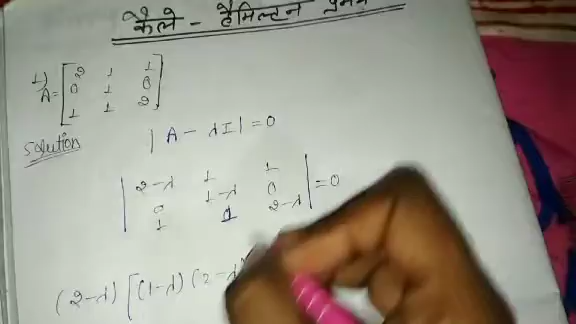 कैले - हैमिल्टन प्रमेय
1)
A = [2 1 1
0 1 0
1 1 2]
Solution
|A - λI| = 0
|2-λ 1 1
0 1-λ 0
1 1 2-λ| = 0
(2-λ) [(1-λ) (2-λ)